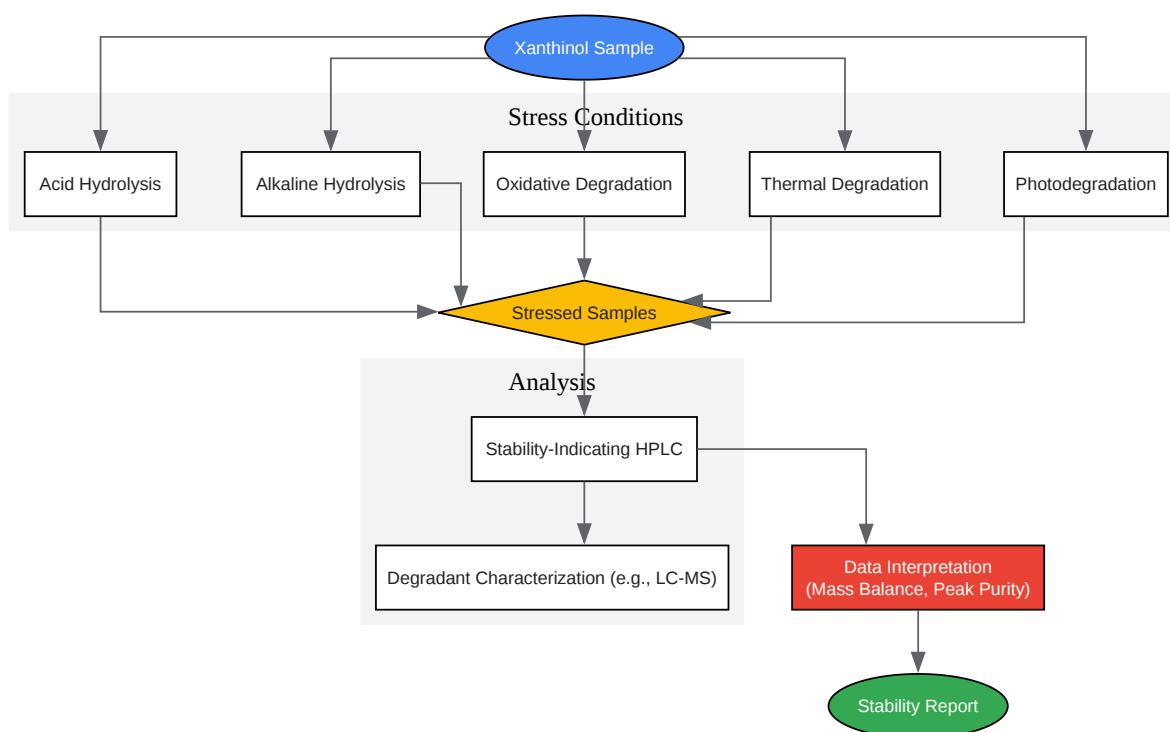 Xanthinol Sample
Stress Conditions
Acid Hydrolysis
Alkaline Hydrolysis
Oxidative Degradation
Thermal Degradation
Photodegradation
Stressed Samples
Analysis
Stability-Indicating HPLC
Degradant Characterization (e.g., LC-MS)
Data Interpretation
(Mass Balance, Peak Purity)
Stability Report